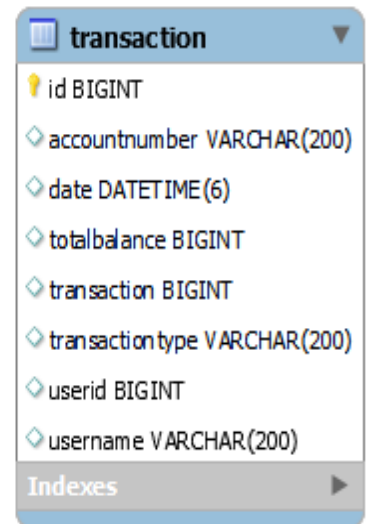 transaction
id BIGINT
accountnumber VARCHAR(200)
date DATETIME(6)
totalbalance BIGINT
transaction BIGINT
transactiontype VARCHAR(200)
userid BIGINT
username VARCHAR(200)
Indexes